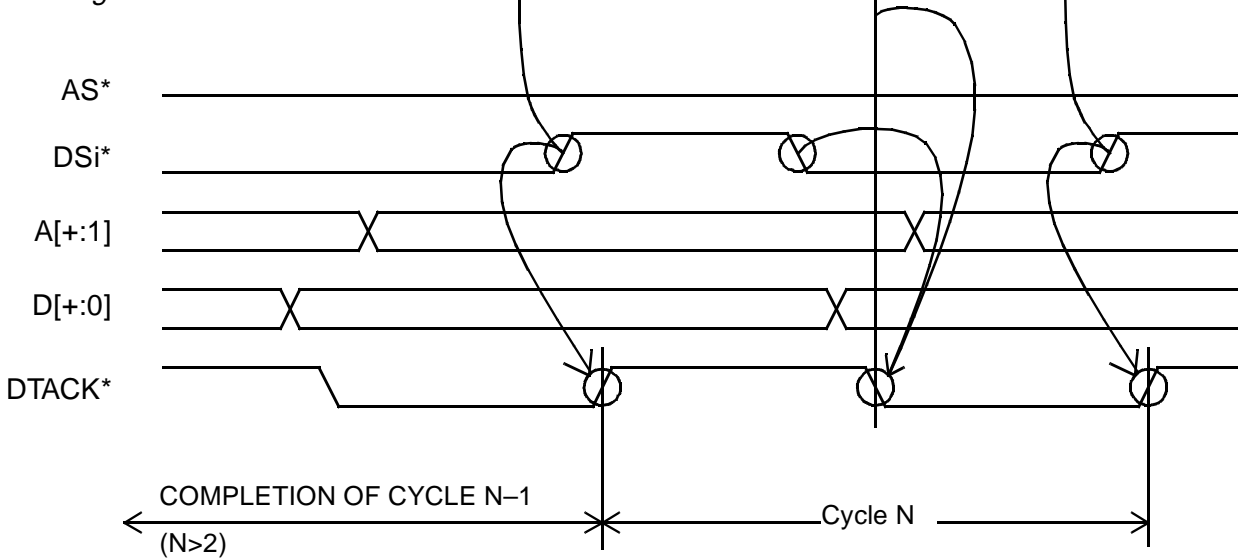 AS*
DSi*
A[+:1]
D[+:0]
DTACK*
COMPLETION OF CYCLE N–1
(N>2)
Cycle N